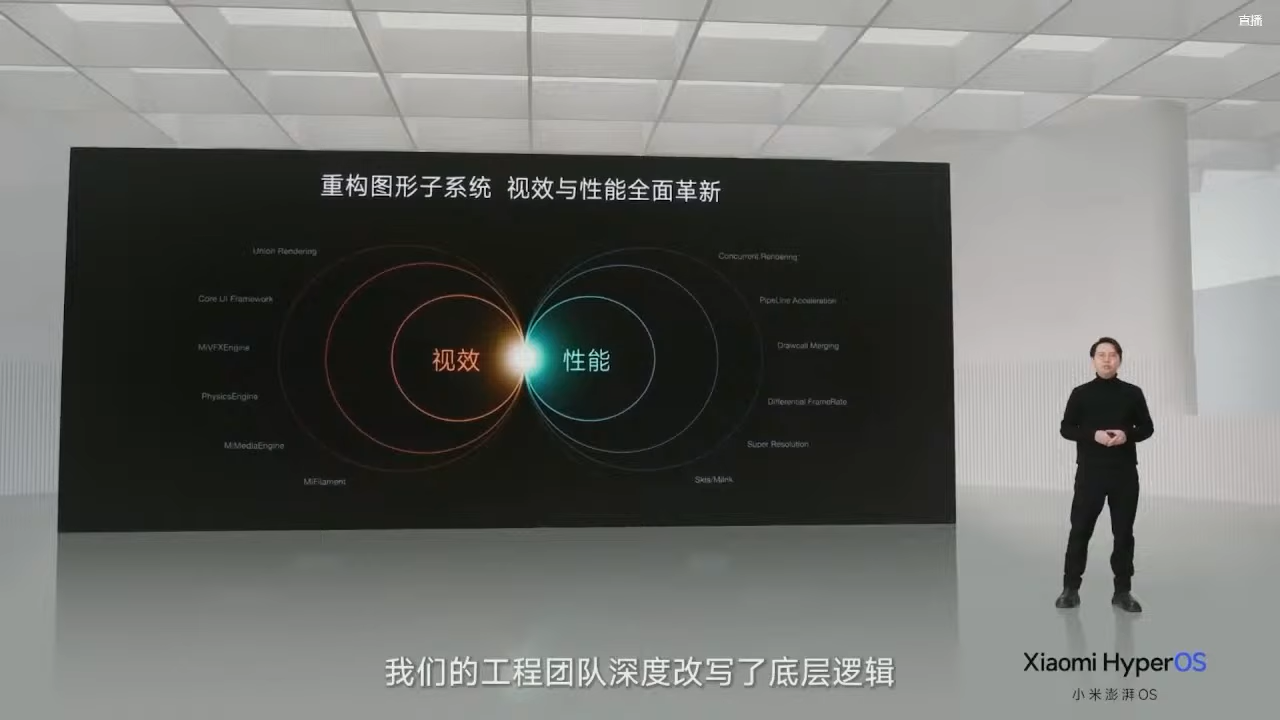 直播
重构图形子系统 视效与性能全面革新
Union Rendering
Core UI Framework
MiVFXEngine
PhysicsEngine
MiMediaEngine
MiFilament
视效
性能
Concurrent Rendering
PipeLine Acceleration
Drawcall Merging
Differential FrameRate
Super Resolution
我们的工程团队深度改写了底层逻辑
Xiaomi HyperOS
小米澎湃OS